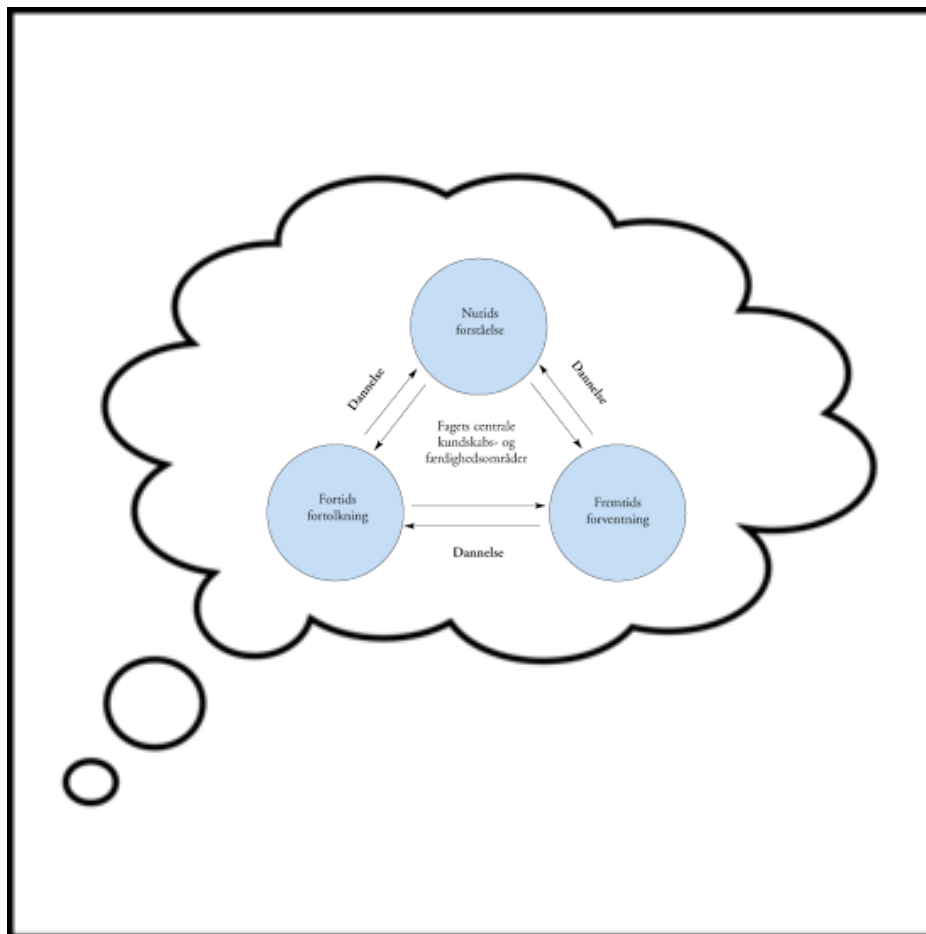 Nutids
forståelse
Dannelse
Dannelse
Fagets centrale
kundskabs- og
færdighedsområder
Fortids
fortolkning
Fremtids
forventning
Dannelse